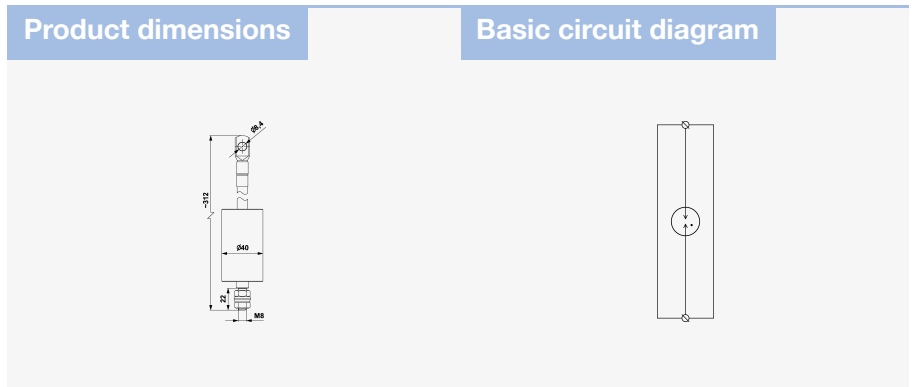 Product dimensions
Basic circuit diagram
Ø8,4
~312
Ø40
22
M8